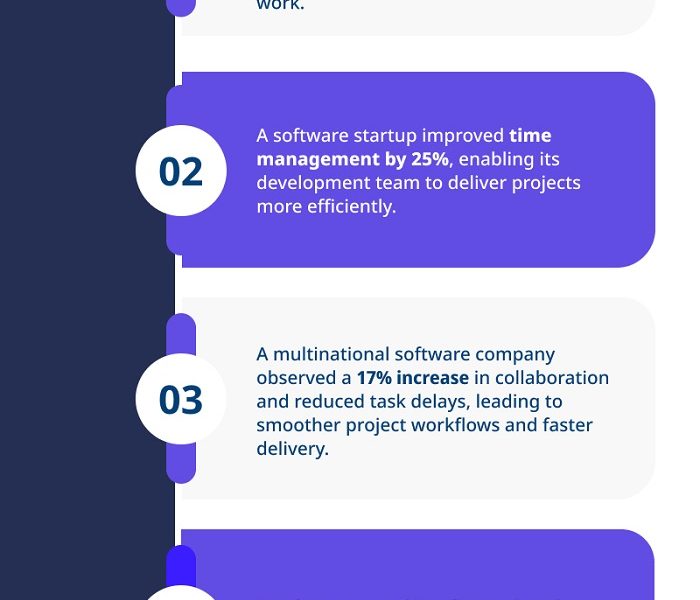 work.
02
A software startup improved time
management by 25%, enabling its
development team to deliver projects
more efficiently.
03
A multinational software company
observed a 17% increase in collaboration
and reduced task delays, leading to
smoother project workflows and faster
delivery.